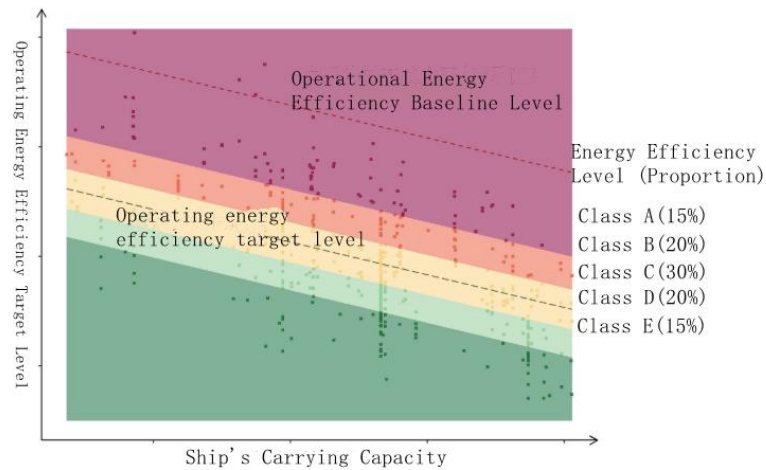 Operating Energy Efficiency Target Level
Operational Energy
Efficiency Baseline Level
Energy Efficiency
Level (Proportion)
Operating energy
efficiency target level
Class A(15%)
Class B(20%)
Class C(30%)
Class D(20%)
Class E(15%)
Ship's Carrying Capacity